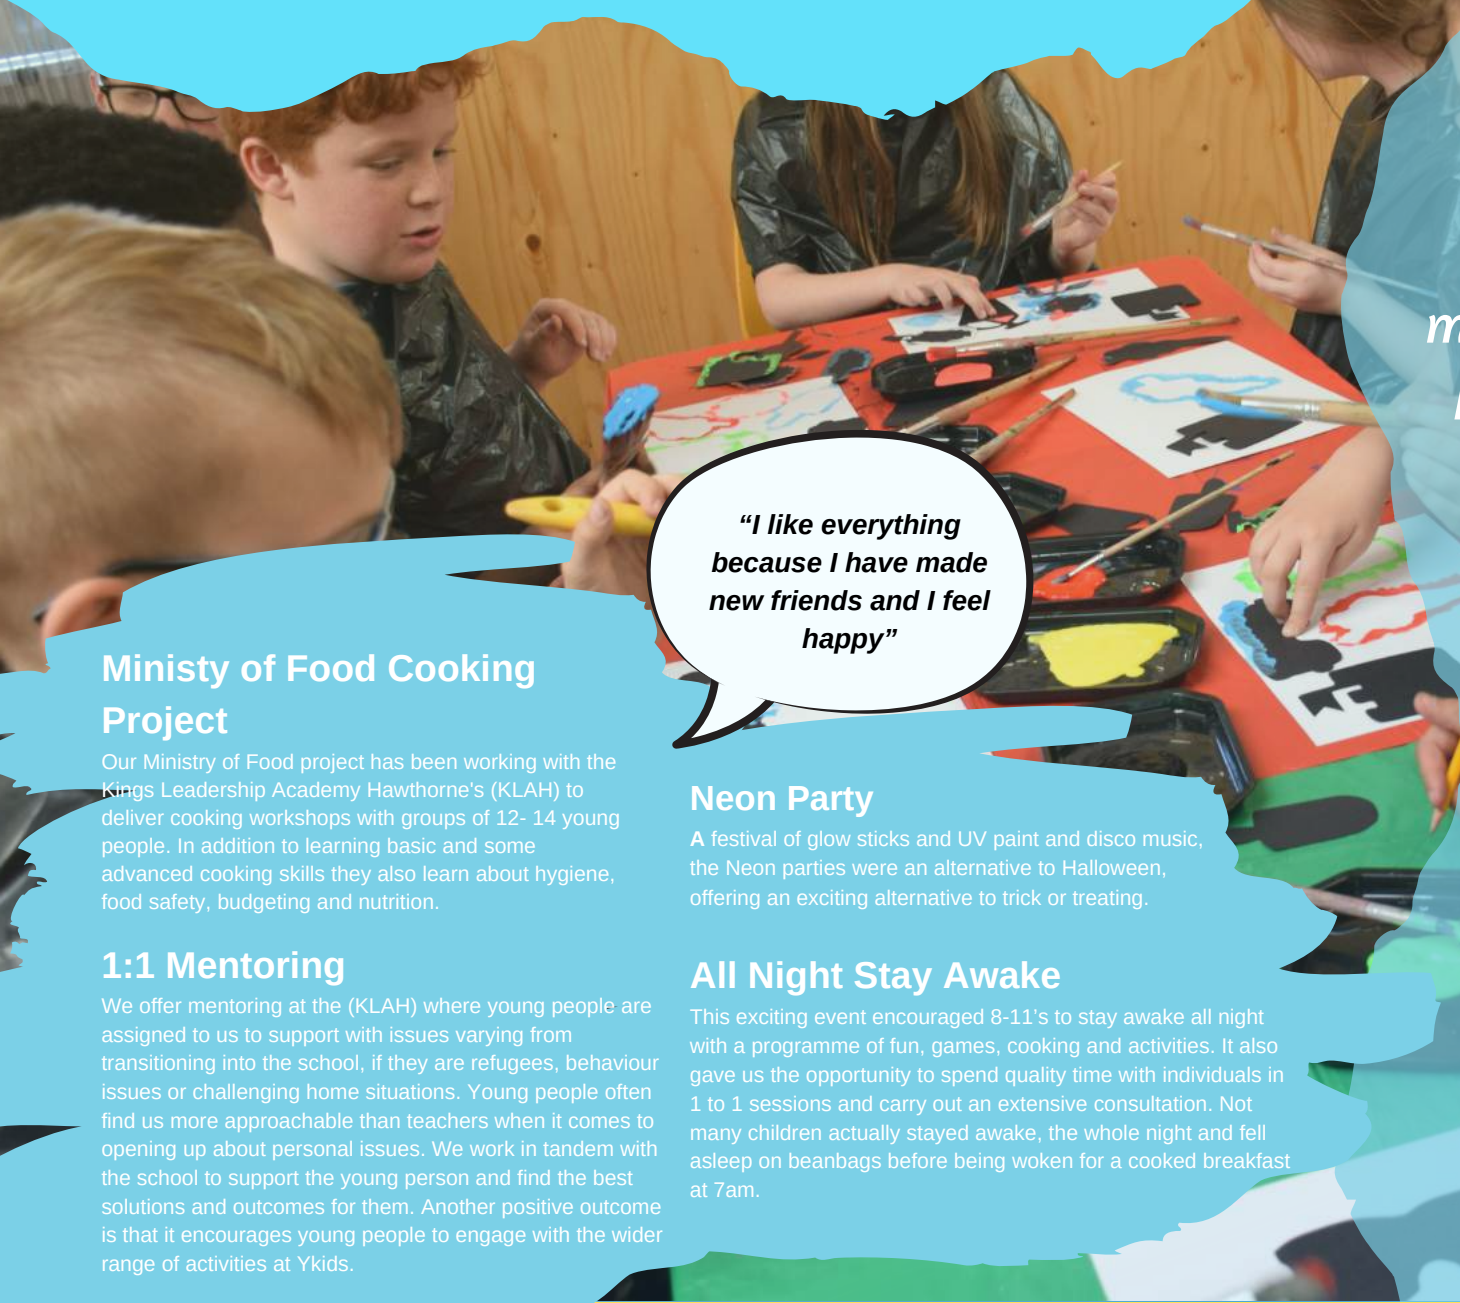 “I like everything
because I have made
new friends and I feel
happy”
Ministy of Food Cooking
Project
Our Ministry of Food project has been working with the
Kings Leadership Academy Hawthorne's (KLAH) to
deliver cooking workshops with groups of 12- 14 young
people. In addition to learning basic and some
advanced cooking skills they also learn about hygiene,
food safety, budgeting and nutrition.
1:1 Mentoring
We offer mentoring at the (KLAH) where young people are
assigned to us to support with issues varying from
transitioning into the school, if they are refugees, behaviour
issues or challenging home situations. Young people often
find us more approachable than teachers when it comes to
opening up about personal issues. We work in tandem with
the school to support the young person and find the best
solutions and outcomes for them. Another positive outcome
is that it encourages young people to engage with the wider
range of activities at Ykids.
Neon Party
A festival of glow sticks and UV paint and disco music,
the Neon parties were an alternative to Halloween,
offering an exciting alternative to trick or treating.
All Night Stay Awake
This exciting event encouraged 8-11’s to stay awake all night
with a programme of fun, games, cooking and activities. It also
gave us the opportunity to spend quality time with individuals in
1 to 1 sessions and carry out an extensive consultation. Not
many children actually stayed awake, the whole night and fell
asleep on beanbags before being woken for a cooked breakfast
at 7am.